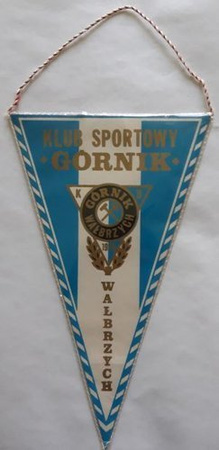 KLUB SPORTOWY
·GÓRNIK·
K
GÓRNIK
WAŁBRZYCH
WAŁBRZYCH